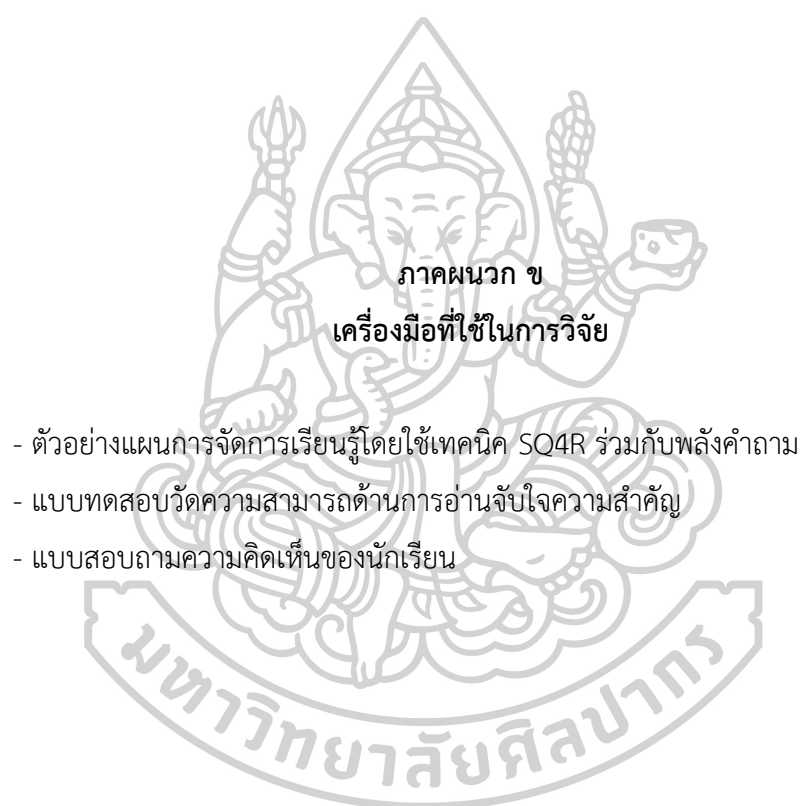 ภาคผนวก ข
เครื่องมือที่ใช้ในการวิจัย
- ตัวอย่างแผนการจัดการเรียนรู้โดยใช้เทคนิค SQ4R ร่วมกับพลังคำถาม
- แบบทดสอบวัดความสามารถด้านการอ่านจับใจความสำคัญ
- แบบสอบถามความคิดเห็นของนักเรียน
มหาวิทยาลัยศิลปากร